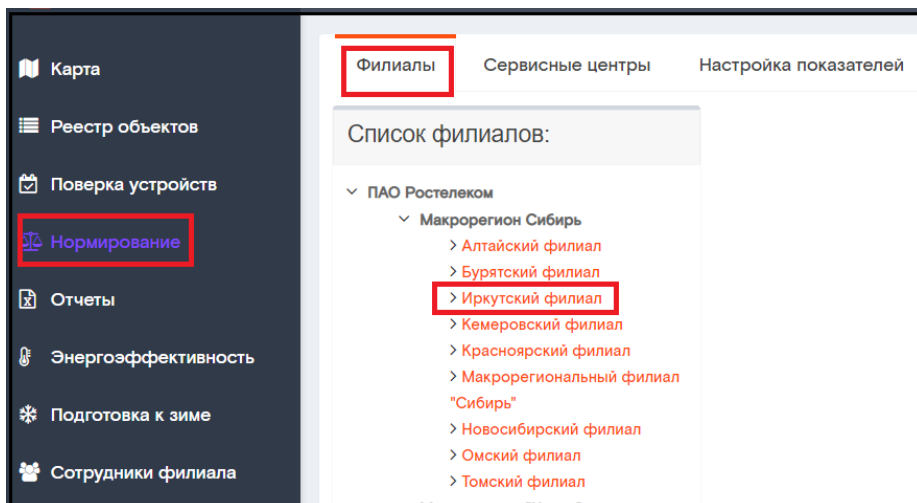 Карта
Реестр объектов
Поверка устройств
Нормирование
Отчеты
Энергоэффективность
Подготовка к зиме
Сотрудники филиала
Филиалы Сервисные центры Настройка показателей
Список филиалов:
ПАО Ростелеком
Макрорегион Сибирь
Алтайский филиал
Бурятский филиал
Иркутский филиал
Кемеровский филиал
Красноярский филиал
Макрорегиональный филиал
"Сибирь"
Новосибирский филиал
Омский филиал
Томский филиал